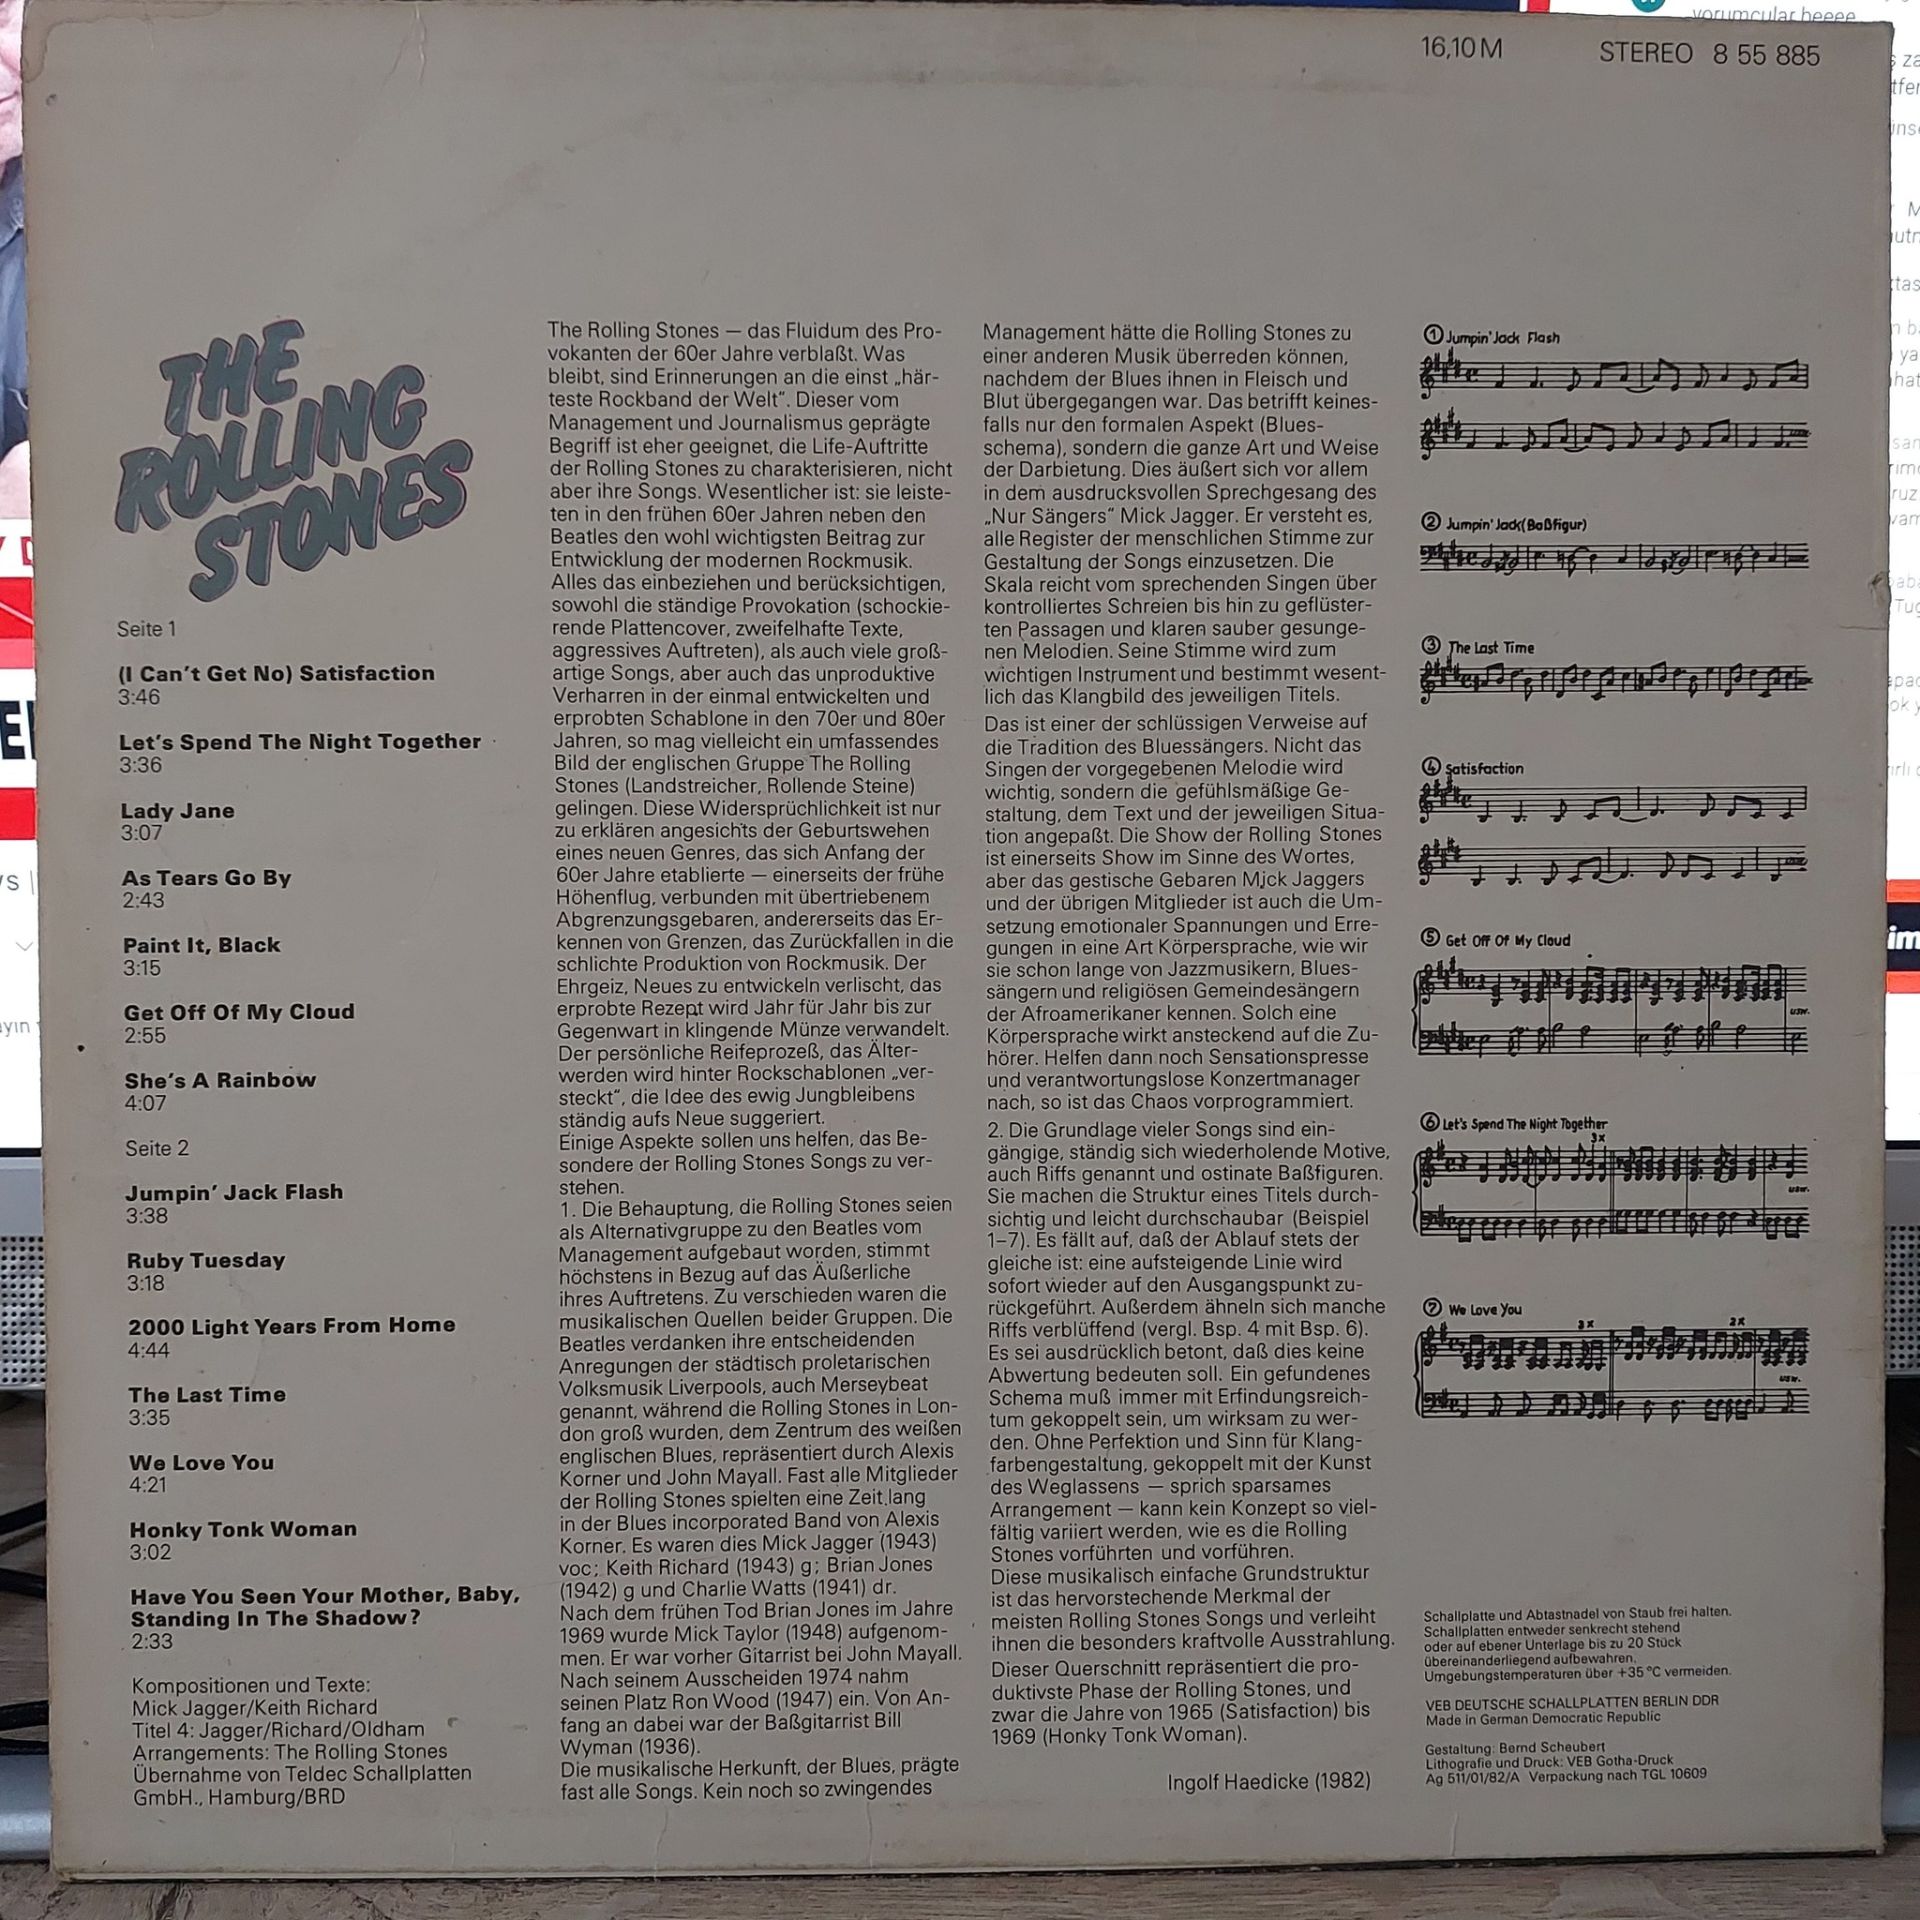 16,10 M
STEREO 8 55 885
THE
ROLLING
STONES
Seite 1
(I Can't Get No) Satisfaction
3:46
Let's Spend The Night Together
3:36
Lady Jane
3:07
As Tears Go By
2:43
Paint It, Black
3:15
Get Off Of My Cloud
2:55
She's A Rainbow
4:07
Seite 2
Jumpin' Jack Flash
3:38
Ruby Tuesday
3:18
2000 Light Years From Home
4:44
The Last Time
3:35
We Love You
4:21
Honky Tonk Woman
3:02
Have You Seen Your Mother, Baby,
Standing In The Shadow?
2:33
Kompositionen und Texte:
Mick Jagger/Keith Richard
Titel 4: Jagger/Richard/Oldham
Arrangements: The Rolling Stones
Übernahme von Teldec Schallplatten
GmbH., Hamburg/BRD
The Rolling Stones — das Fluidum des Pro-
vokanten der 60er Jahre verblaßt. Was
bleibt, sind Erinnerungen an die einst „här-
teste Rockband der Welt“. Dieser vom
Management und Journalismus geprägte
Begriff ist eher geeignet, die Life-Auftritte
der Rolling Stones zu charakterisieren, nicht
aber ihre Songs. Wesentlicher ist: sie leiste-
ten in den frühen 60er Jahren neben den
Beatles den wohl wichtigsten Beitrag zur
Entwicklung der modernen Rockmusik.
Alles das einbeziehen und berücksichtigen,
sowohl die ständige Provokation (schockie-
rende Plattencover, zweifelhafte Texte,
aggressives Auftreten), als auch viele groß-
artige Songs, aber auch das unproduktive
Verharren in der einmal entwickelten und
erprobten Schablone in den 70er und 80er
Jahren, so mag vielleicht ein umfassendes
Bild der englischen Gruppe The Rolling
Stones (Landstreicher, Rollende Steine)
gelingen. Diese Widersprüchlichkeit ist nur
zu erklären angesichts der Geburtswehen
eines neuen Genres, das sich Anfang der
60er Jahre etablierte — einerseits der frühe
Höhenflug, verbunden mit übertriebenem
Abgrenzungsgebaren, andererseits das Er-
kennen von Grenzen, das Zurückfallen in die
schlichte Produktion von Rockmusik. Der
Ehrgeiz, Neues zu entwickeln verlischt, das
erprobte Rezept wird Jahr für Jahr bis zur
Gegenwart in klingende Münze verwandelt.
Der persönliche Reifeprozeß, das Älter-
werden wird hinter Rockschablonen „ver-
steckt“, die Idee des ewig Jungbleibens
ständig aufs Neue suggeriert.
Einige Aspekte sollen uns helfen, das Be-
sondere der Rolling Stones Songs zu ver-
stehen.
1. Die Behauptung, die Rolling Stones seien
als Alternativgruppe zu den Beatles vom
Management aufgebaut worden, stimmt
höchstens in Bezug auf das Äußerliche
ihres Auftretens. Zu verschieden waren die
musikalischen Quellen beider Gruppen. Die
Beatles verdanken ihre entscheidenden
Anregungen der städtisch proletarischen
Volksmusik Liverpools, auch Merseybeat
genannt, während die Rolling Stones in Lon-
don groß wurden, dem Zentrum des weißen
englischen Blues, repräsentiert durch Alexis
Korner und John Mayall. Fast alle Mitglieder
der Rolling Stones spielten eine Zeit lang
in der Blues incorporated Band von Alexis
Korner. Es waren dies Mick Jagger (1943)
voc; Keith Richard (1943) g; Brian Jones
(1942) g und Charlie Watts (1941) dr.
Nach dem frühen Tod Brian Jones im Jahre
1969 wurde Mick Taylor (1948) aufgenom-
men. Er war vorher Gitarrist bei John Mayall.
Nach seinem Ausscheiden 1974 nahm
seinen Platz Ron Wood (1947) ein. Von An-
fang an dabei war der Baßgitarrist Bill
Wyman (1936).
Die musikalische Herkunft, der Blues, prägte
fast alle Songs. Kein noch so zwingendes
Management hätte die Rolling Stones zu
einer anderen Musik überreden können,
nachdem der Blues ihnen in Fleisch und
Blut übergegangen war. Das betrifft keines-
falls nur den formalen Aspekt (Blues-
schema), sondern die ganze Art und Weise
der Darbietung. Dies äußert sich vor allem
in dem ausdrucksvollen Sprechgesang des
„Nur Sängers“ Mick Jagger. Er versteht es,
alle Register der menschlichen Stimme zur
Gestaltung der Songs einzusetzen. Die
Skala reicht vom sprechenden Singen über
kontrolliertes Schreien bis hin zu geflüster-
ten Passagen und klaren sauber gesunge-
nen Melodien. Seine Stimme wird zum
wichtigen Instrument und bestimmt wesent-
lich das Klangbild des jeweiligen Titels.
Das ist einer der schlüssigen Verweise auf
die Tradition des Bluessängers. Nicht das
Singen der vorgegebenen Melodie wird
wichtig, sondern die gefühlsmäßige Ge-
staltung, dem Text und der jeweiligen Situa-
tion angepaßt. Die Show der Rolling Stones
ist einerseits Show im Sinne des Wortes,
aber das gestische Gebaren Mick Jaggers
und der übrigen Mitglieder ist auch die Um-
setzung emotionaler Spannungen und Erre-
gungen in eine Art Körpersprache, wie wir
sie schon lange von Jazzmusikern, Blues-
sängern und religiösen Gemeindesängern
der Afroamerikaner kennen. Solch eine
Körpersprache wirkt ansteckend auf die Zu-
hörer. Helfen dann noch Sensationspresse
und verantwortungslose Konzertmanager
nach, so ist das Chaos vorprogrammiert.
2. Die Grundlage vieler Songs sind ein-
gängige, ständig sich wiederholende Motive,
auch Riffs genannt und ostinate Baßfiguren.
Sie machen die Struktur eines Titels durch-
sichtig und leicht durchschaubar (Beispiel
1–7). Es fällt auf, daß der Ablauf stets der
gleiche ist: eine aufsteigende Linie wird
sofort wieder auf den Ausgangspunkt zu-
rückgeführt. Außerdem ähneln sich manche
Riffs verblüffend (vergl. Bsp. 4 mit Bsp. 6).
Es sei ausdrücklich betont, daß dies keine
Abwertung bedeuten soll. Ein gefundenes
Schema muß immer mit Erfindungsreich-
tum gekoppelt sein, um wirksam zu wer-
den. Ohne Perfektion und Sinn für Klang-
farbengestaltung, gekoppelt mit der Kunst
des Weglassens — sprich sparsames
Arrangement — kann kein Konzept so viel-
fältig variiert werden, wie es die Rolling
Stones vorführten und vorführen.
Diese musikalisch einfache Grundstruktur
ist das hervorstechende Merkmal der
meisten Rolling Stones Songs und verleiht
ihnen die besonders kraftvolle Ausstrahlung.
Dieser Querschnitt repräsentiert die pro-
duktivste Phase der Rolling Stones, und
zwar die Jahre von 1965 (Satisfaction) bis
1969 (Honky Tonk Woman).
Ingolf Haedicke (1982)
① Jumpin' Jack Flash
② Jumpin' Jack (Baßfigur)
③ The Last Time
④ Satisfaction
⑤ Get Off Of My Cloud
usw.
⑥ Let's Spend The Night Together
3x
usw.
⑦ We Love You
3x 2x
usw.
Schallplatte und Abtastnadel von Staub frei halten.
Schallplatten entweder senkrecht stehend
oder auf ebener Unterlage bis zu 20 Stück
übereinanderliegend aufbewahren.
Umgebungstemperaturen über +35 °C vermeiden.
VEB DEUTSCHE SCHALLPLATTEN BERLIN DDR
Made in German Democratic Republic
Gestaltung: Bernd Scheubert
Lithografie und Druck: VEB Gotha-Druck
Ag 511/01/82/A Verpackung nach TGL 10609